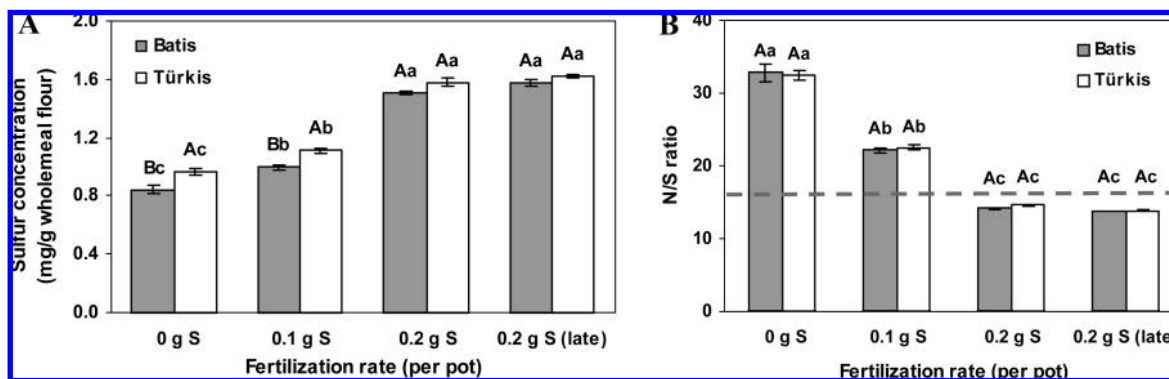 A
Sulfur concentration
(mg/g wholemeal flour)
2.0
1.6
1.2
0.8
0.4
0.0
Batis
Türkis
Bc
Ac
Bb
Ab
Aa
Aa
Aa
Aa
0 g S
0.1 g S
0.2 g S
0.2 g S (late)
Fertilization rate (per pot)
B
N/S ratio
40
30
20
10
0
Aa
Aa
Ab
Ab
Ac
Ac
Ac
Ac
Batis
Türkis
0 g S
0.1 g S
0.2 g S
0.2 g S (late)
Fertilization rate (per pot)